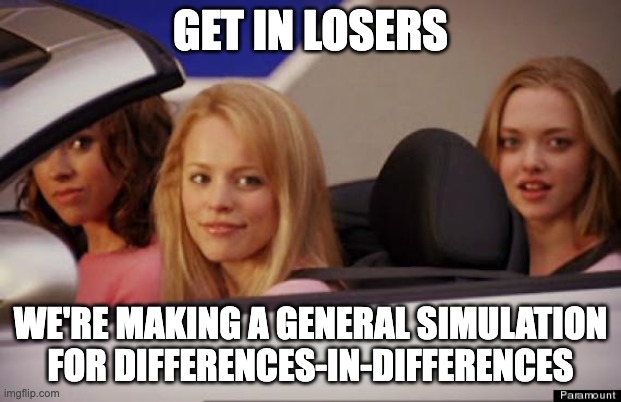 GET IN LOSERS
WE'RE MAKING A GENERAL SIMULATION
FOR DIFFERENCES-IN-DIFFERENCES
imgflip.com
Paramount